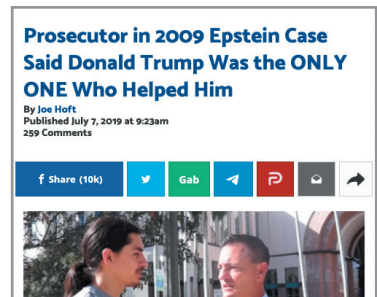 Prosecutor in 2009 Epstein Case
Said Donald Trump Was the ONLY
ONE Who Helped Him
By Joe Hoft
Published July 7, 2019 at 9:23am
259 Comments
f Share (10k)
Gab